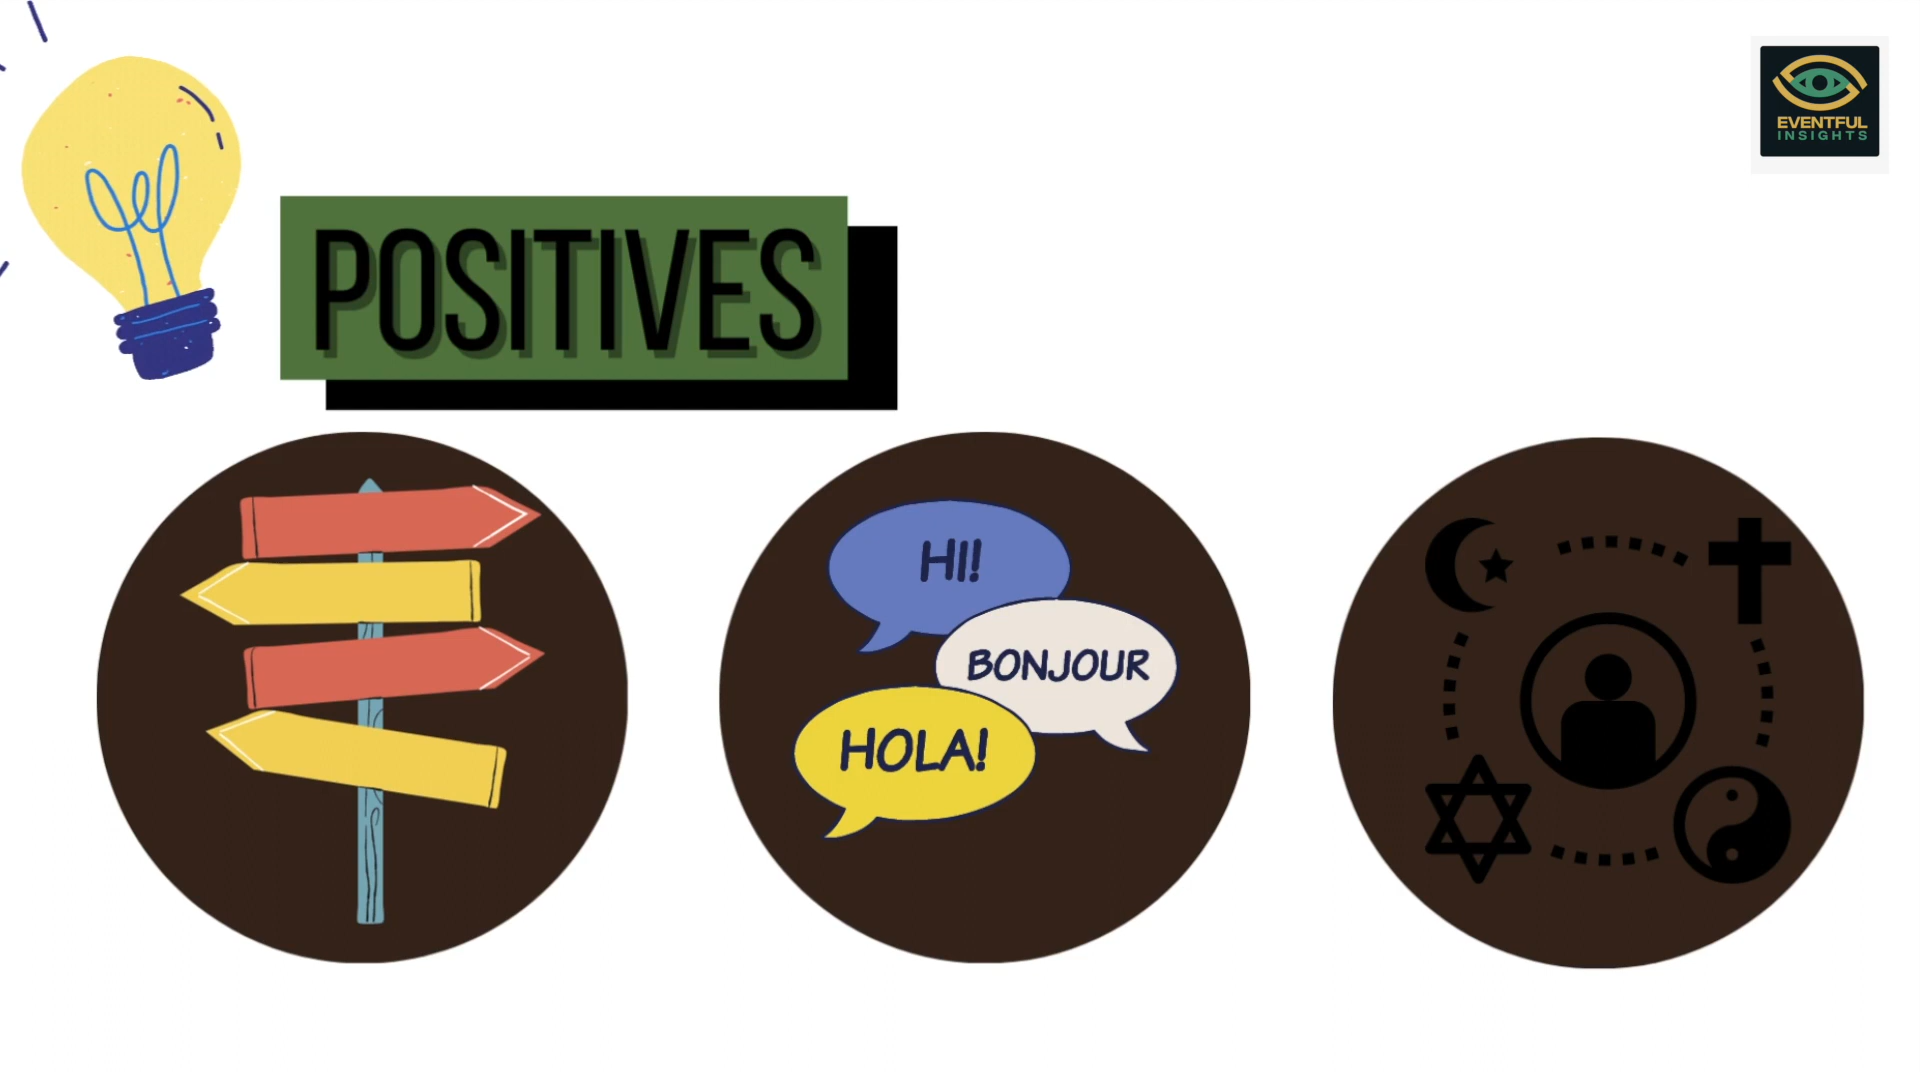 EVENTFUL
INSIGHTS
POSITIVES
HI!
BONJOUR
HOLA!